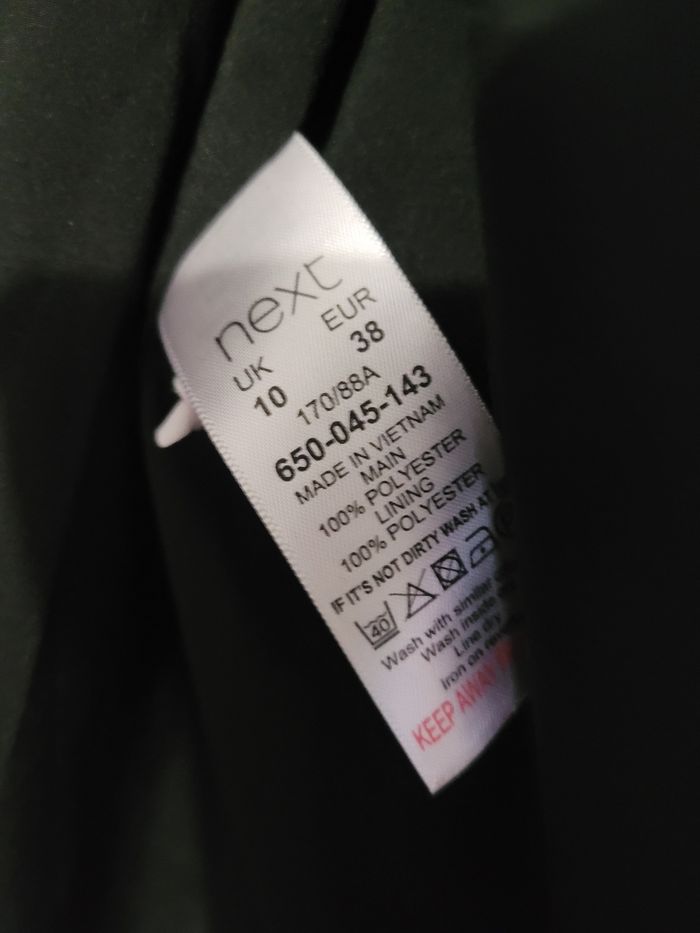 next
UK EUR
10 38
170/88A
650-045-143
MADE IN VIETNAM
MAIN
100% POLYESTER
LINING
100% POLYESTER
IF IT'S NOT DIRTY WASH AT
40
Wash with similar
Wash inside
Line dry
Iron on
KEEP AWAY